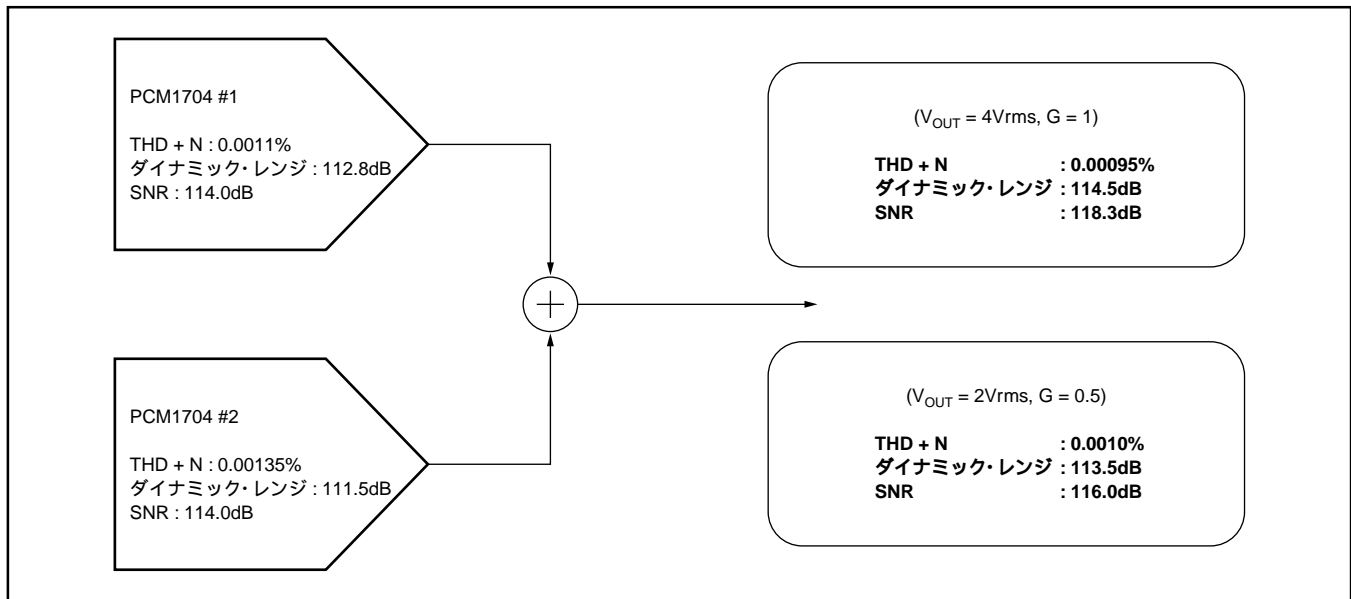 PCM1704 #1
THD + N : 0.0011%
ダイナミック・レンジ : 112.8dB
SNR : 114.0dB
(VOUT = 4Vrms, G = 1)
THD + N : 0.00095%
ダイナミック・レンジ : 114.5dB
SNR : 118.3dB
PCM1704 #2
THD + N : 0.00135%
ダイナミック・レンジ : 111.5dB
SNR : 114.0dB
(VOUT = 2Vrms, G = 0.5)
THD + N : 0.0010%
ダイナミック・レンジ : 113.5dB
SNR : 116.0dB